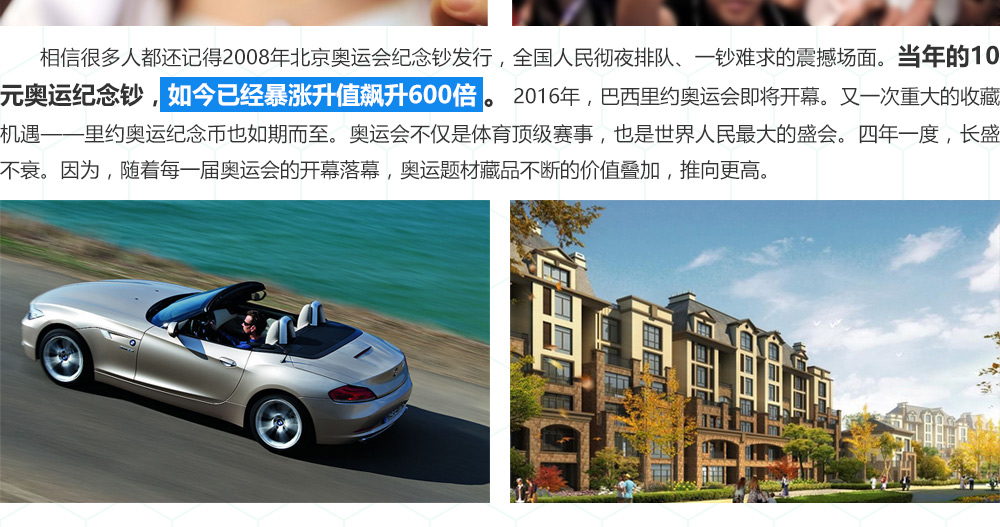 相信很多人都还记得2008年北京奥运会纪念钞发行，全国人民彻夜排队、一钞难求的震撼场面。当年的10
元奥运纪念钞，如今已经暴涨升值飙升600倍。2016年，巴西里约奥运会即将开幕。又一次重大的收藏
机遇——里约奥运纪念币也如期而至。奥运会不仅是体育顶级赛事，也是世界人民最大的盛会。四年一度，长盛
不衰。因为，随着每一届奥运会的开幕落幕，奥运题材藏品不断的价值叠加，推向更高。